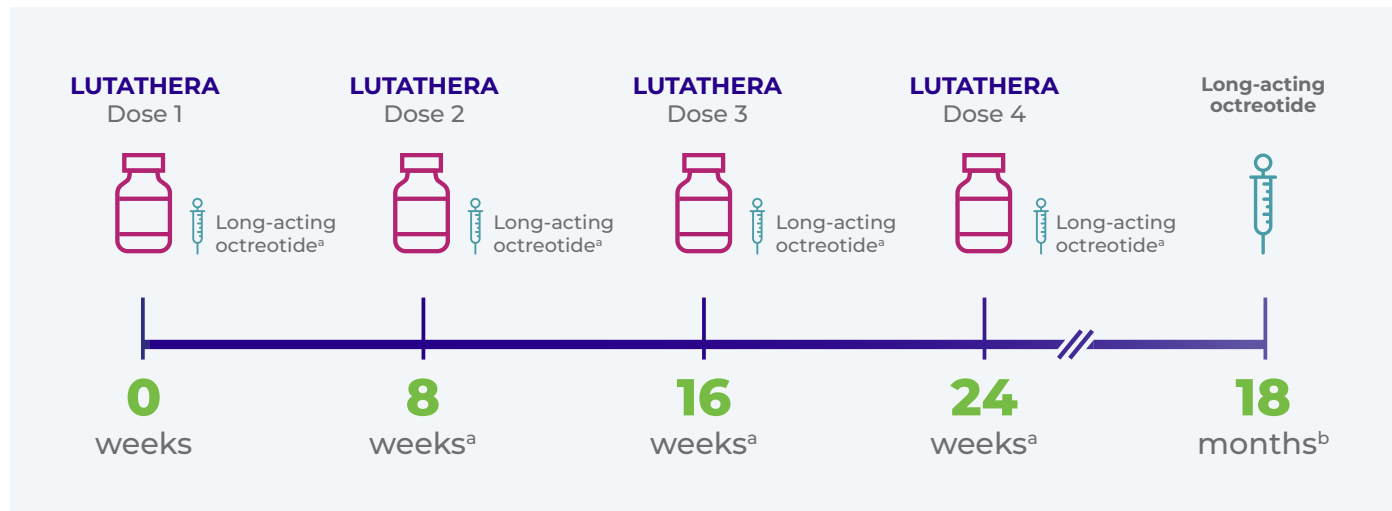 LUTATHERA
Dose 1
LUTATHERA
Dose 2
LUTATHERA
Dose 3
LUTATHERA
Dose 4
Long-acting
octreotide
Long-acting
octreotideᵃ
Long-acting
octreotideᵃ
Long-acting
octreotideᵃ
Long-acting
octreotideᵃ
0
weeks
8
weeksᵃ
16
weeksᵃ
24
weeksᵃ
18
monthsᵇ